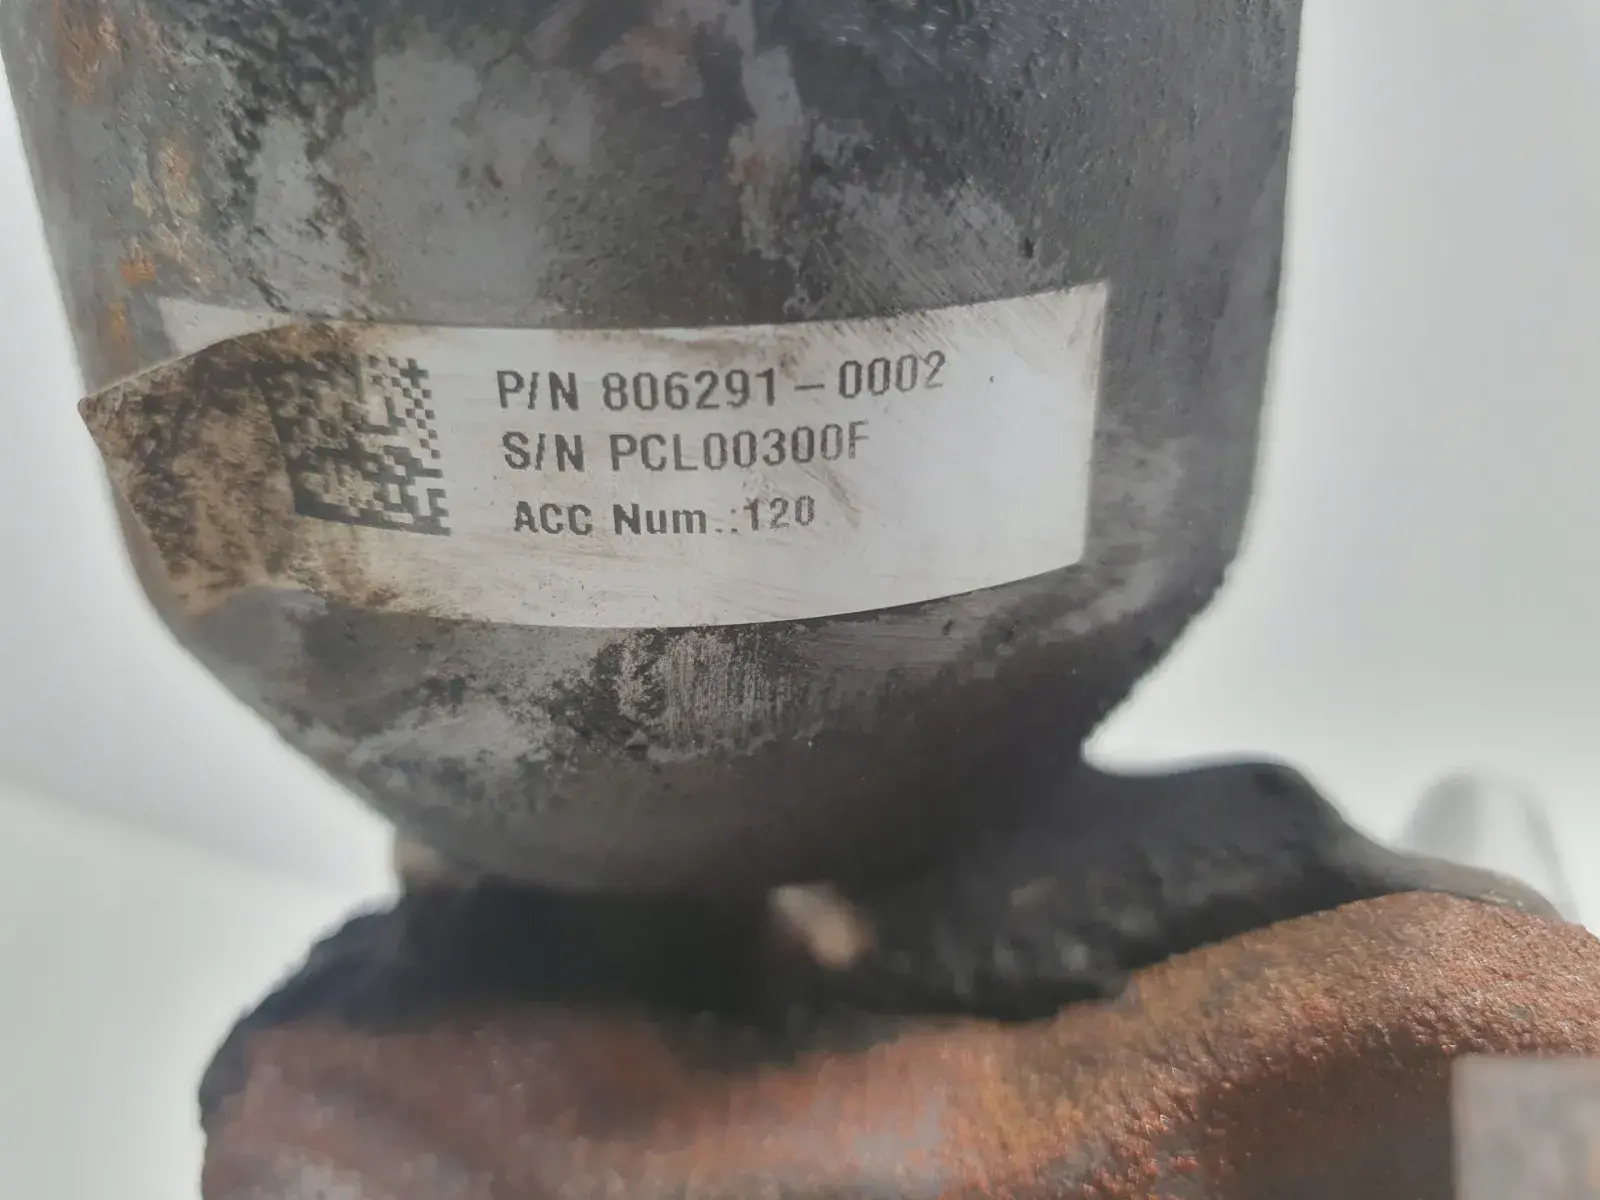 P/N 806291-0002
S/N PCL00300F
ACC Num.:120